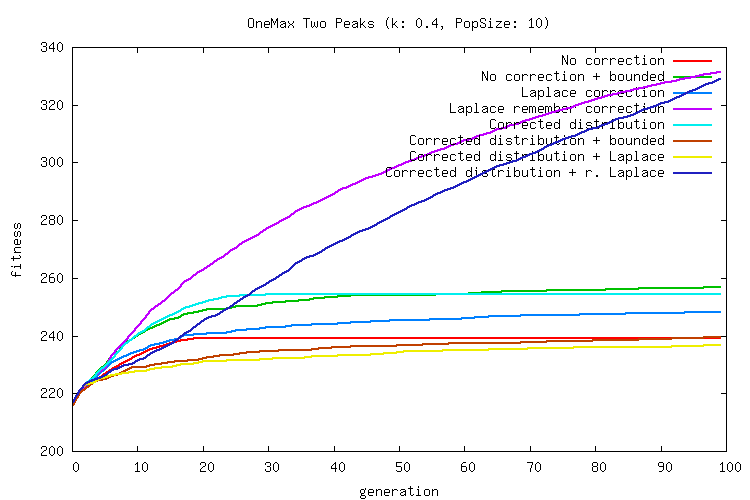 OneMax Two Peaks (k: 0.4, PopSize: 10)
340
320
300
280
260
240
220
200
fitness
No correction
No correction + bounded
Laplace correction
Laplace remember correction
Corrected distribution
Corrected distribution + bounded
Corrected distribution + Laplace
Corrected distribution + r. Laplace
0 10 20 30 40 50 60 70 80 90 100
generation